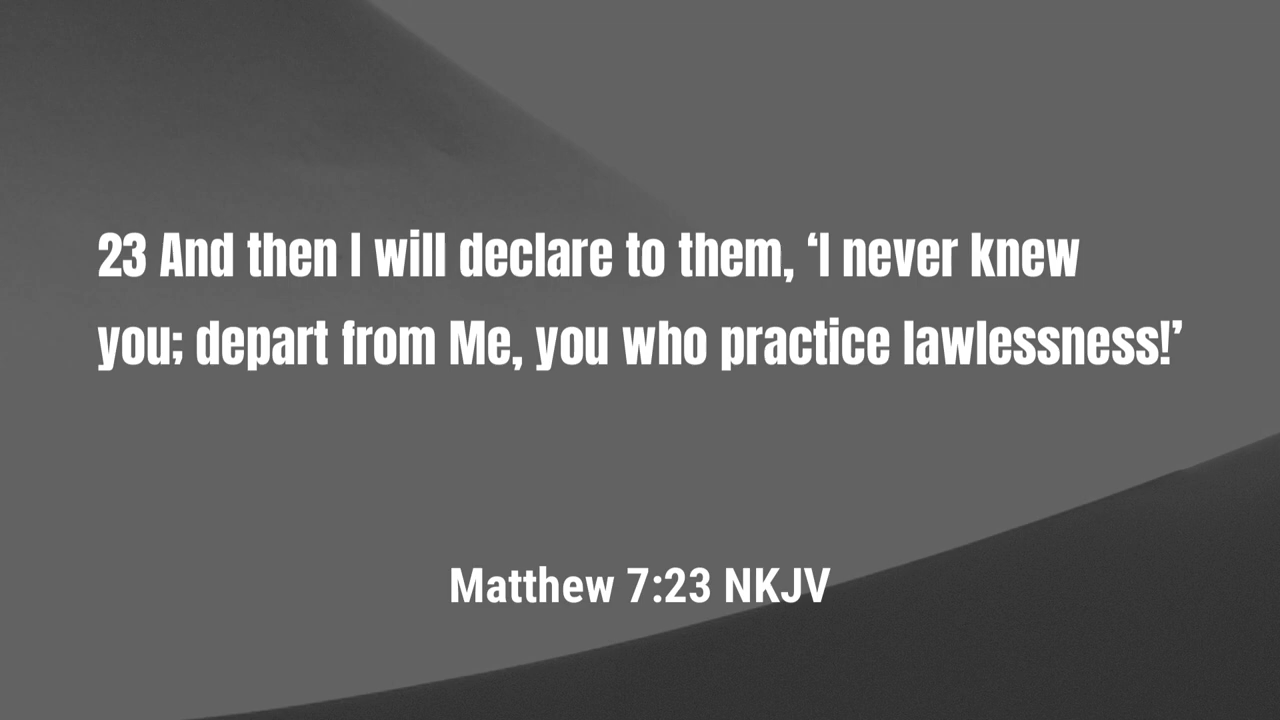 23 And then I will declare to them, ‘I never knew
you; depart from Me, you who practice lawlessness!’
Matthew 7:23 NKJV